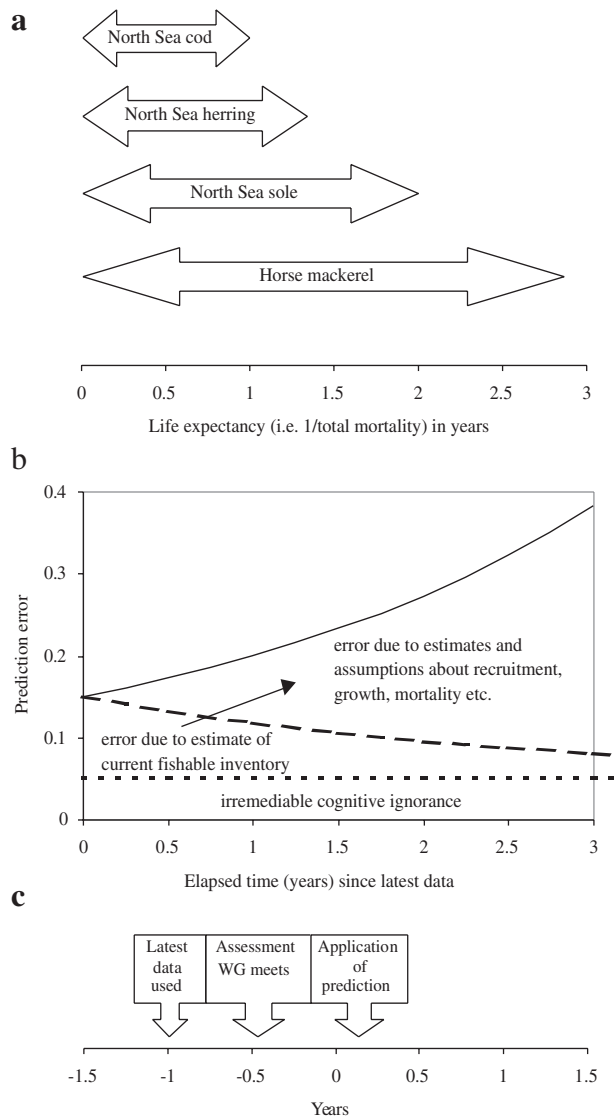 a
North Sea cod
North Sea herring
North Sea sole
Horse mackerel
0 0.5 1 1.5 2 2.5 3
Life expectancy (i.e. 1/total mortality) in years
b
0.4
0.3
0.2
0.1
0
Prediction error
error due to estimates and
assumptions about recruitment,
growth, mortality etc.
error due to estimate of
current fishable inventory
irremediable cognitive ignorance
0 0.5 1 1.5 2 2.5 3
Elapsed time (years) since latest data
c
Latest
data
used
Assessment
WG meets
Application
of
prediction
-1.5 -1 -0.5 0 0.5 1 1.5
Years